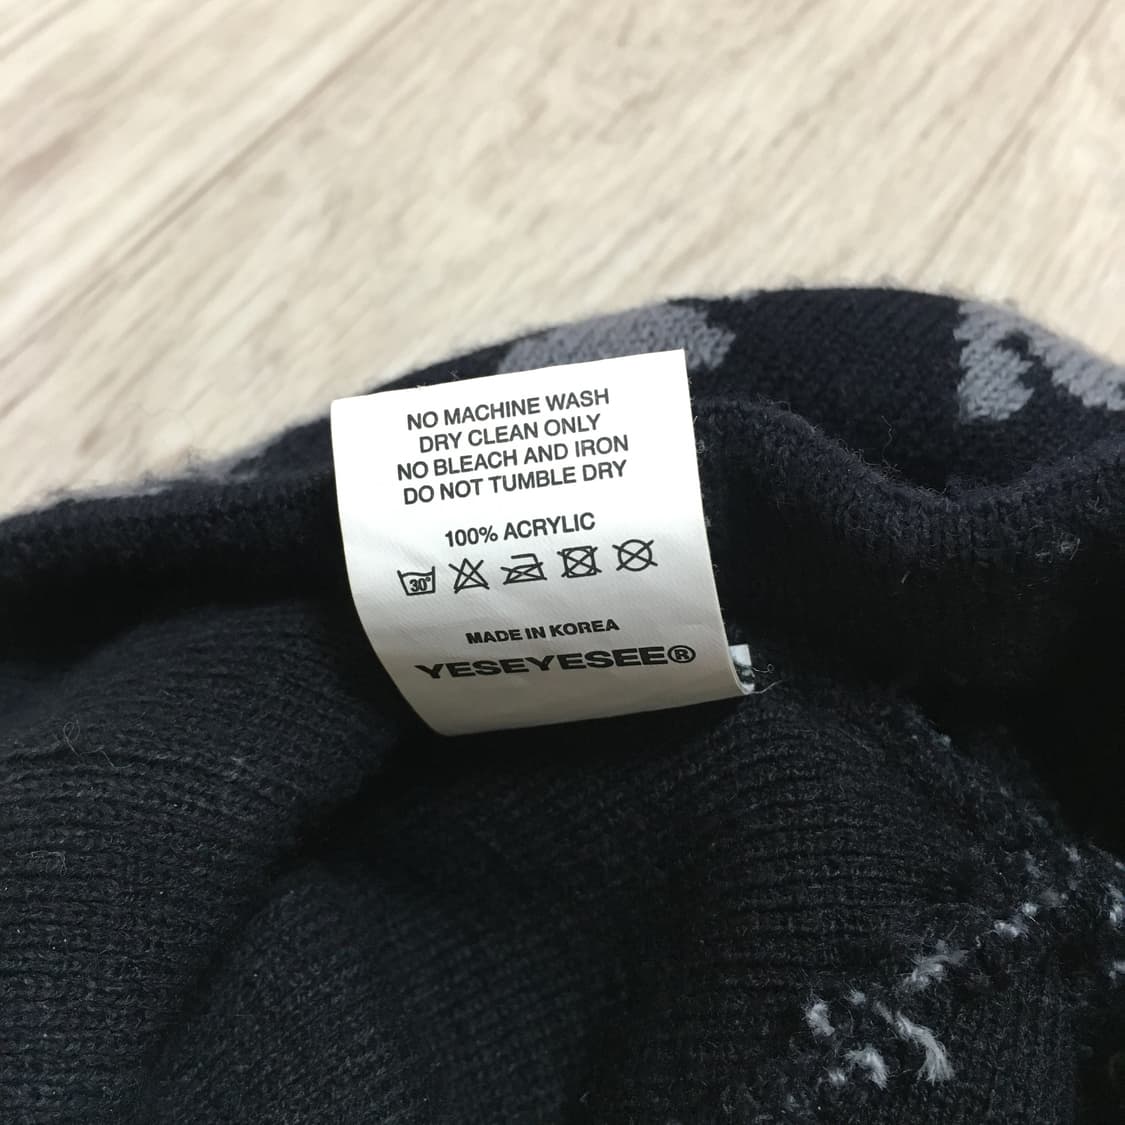 NO MACHINE WASH
DRY CLEAN ONLY
NO BLEACH AND IRON
DO NOT TUMBLE DRY
100% ACRYLIC
30°
MADE IN KOREA
YESEYESEE®